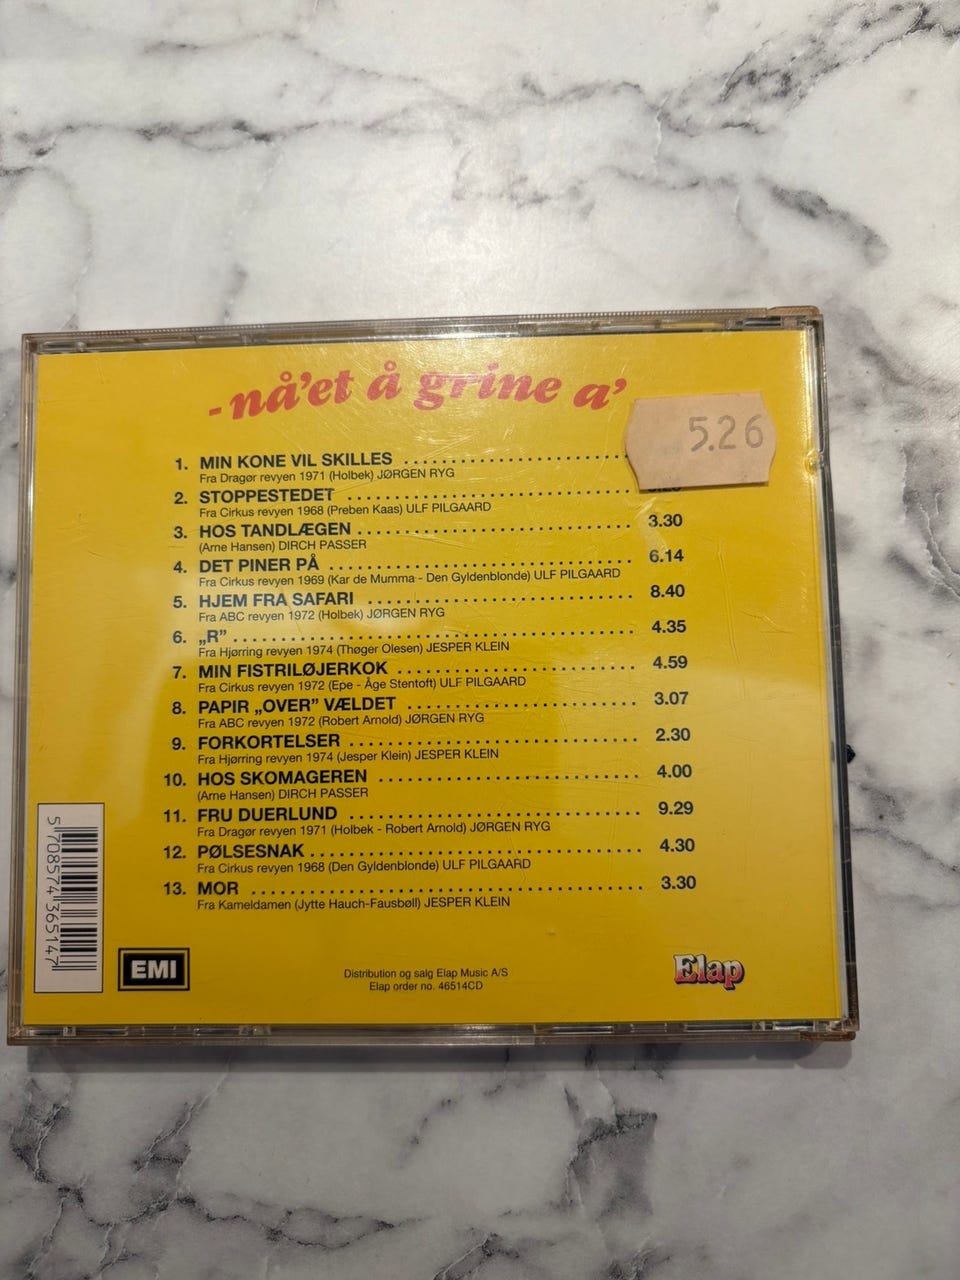 - nå'et å grine a'
5.26
1. MIN KONE VIL SKILLES
Fra Dragør revyen 1971 (Holbek) JØRGEN RYG
2. STOPPESTEDET
Fra Cirkus revyen 1968 (Preben Kaas) ULF PILGAARD
3. HOS TANDLÆGEN 3.30
(Arne Hansen) DIRCH PASSER
4. DET PINER PÅ 6.14
Fra Cirkus revyen 1969 (Kar de Mumma - Den Gyldenblonde) ULF PILGAARD
5. HJEM FRA SAFARI 8.40
Fra ABC revyen 1972 (Holbek) JØRGEN RYG
6. „R” 4.35
Fra Hjørring revyen 1974 (Thøger Olesen) JESPER KLEIN
7. MIN FISTRILØJERKOK 4.59
Fra Cirkus revyen 1972 (Epe - Åge Stentoft) ULF PILGAARD
8. PAPIR „OVER” VÆLDET 3.07
Fra ABC revyen 1972 (Robert Arnold) JØRGEN RYG
9. FORKORTELSER 2.30
Fra Hjørring revyen 1974 (Jesper Klein) JESPER KLEIN
10. HOS SKOMAGEREN 4.00
(Arne Hansen) DIRCH PASSER
11. FRU DUERLUND 9.29
Fra Dragør revyen 1971 (Holbek - Robert Arnold) JØRGEN RYG
12. PØLSESNAK 4.30
Fra Cirkus revyen 1968 (Den Gyldenblonde) ULF PILGAARD
13. MOR 3.30
Fra Kameldamen (Jytte Hauch-Fausbøll) JESPER KLEIN
5 708574 365147
EMI
Distribution og salg Elap Music A/S
Elap order no. 46514CD
Elap